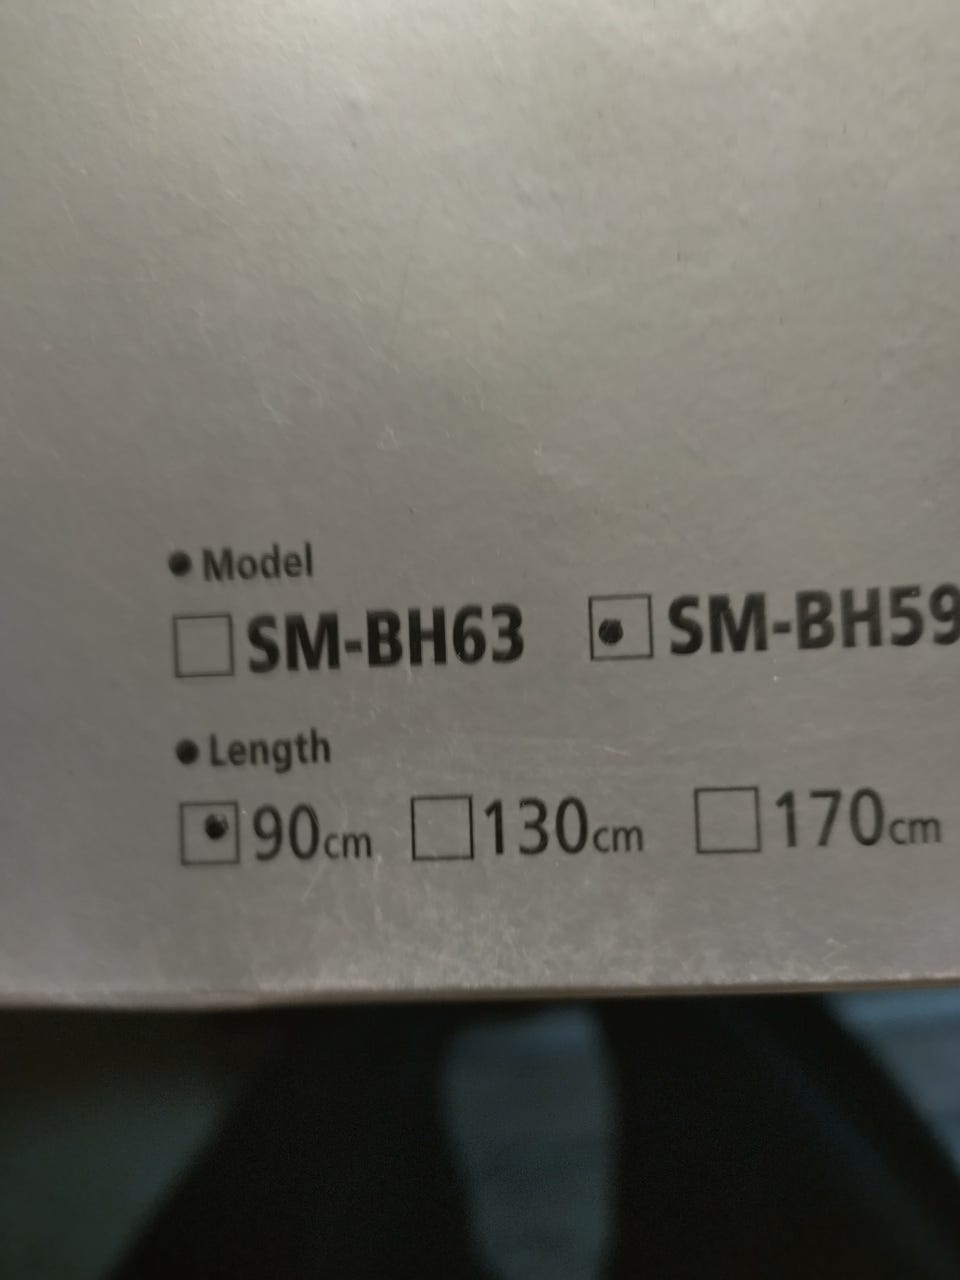 ● Model
☐ SM-BH63 ☑ SM-BH59
● Length
☑ 90cm ☐ 130cm ☐ 170cm